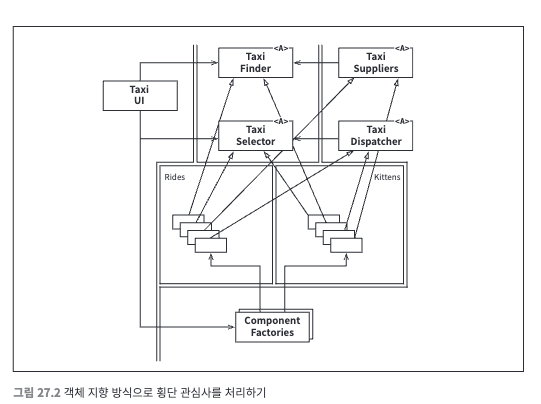 <A>
Taxi
Finder
<A>
Taxi
Suppliers
Taxi
UI
<A>
Taxi
Selector
<A>
Taxi
Dispatcher
Rides
Kittens
Component
Factories
그림 27.2 객체 지향 방식으로 횡단 관심사를 처리하기